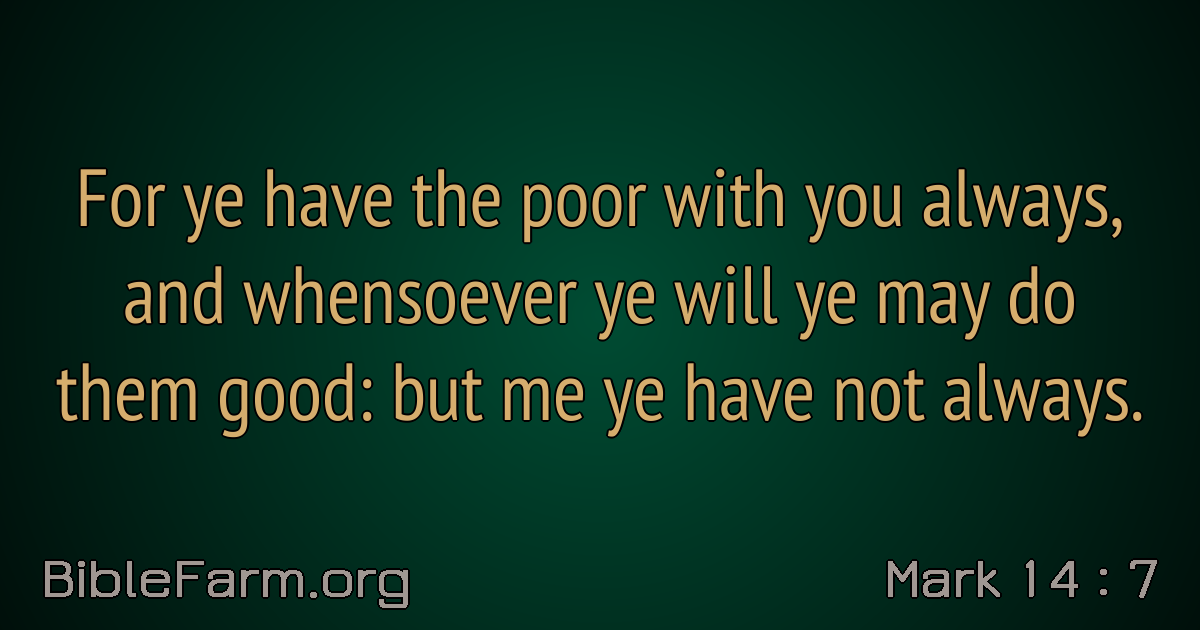 For ye have the poor with you always,
and whensoever ye will ye may do
them good: but me ye have not always.
BibleFarm.org
Mark 14 : 7